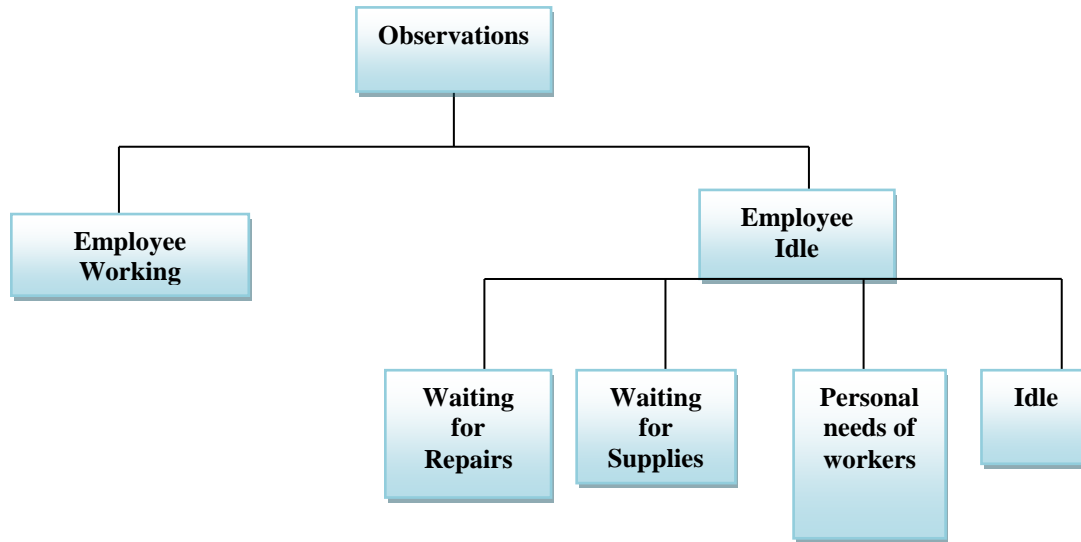 Observations
Employee
Working
Employee
Idle
Waiting
for
Repairs
Waiting
for
Supplies
Personal
needs of
workers
Idle